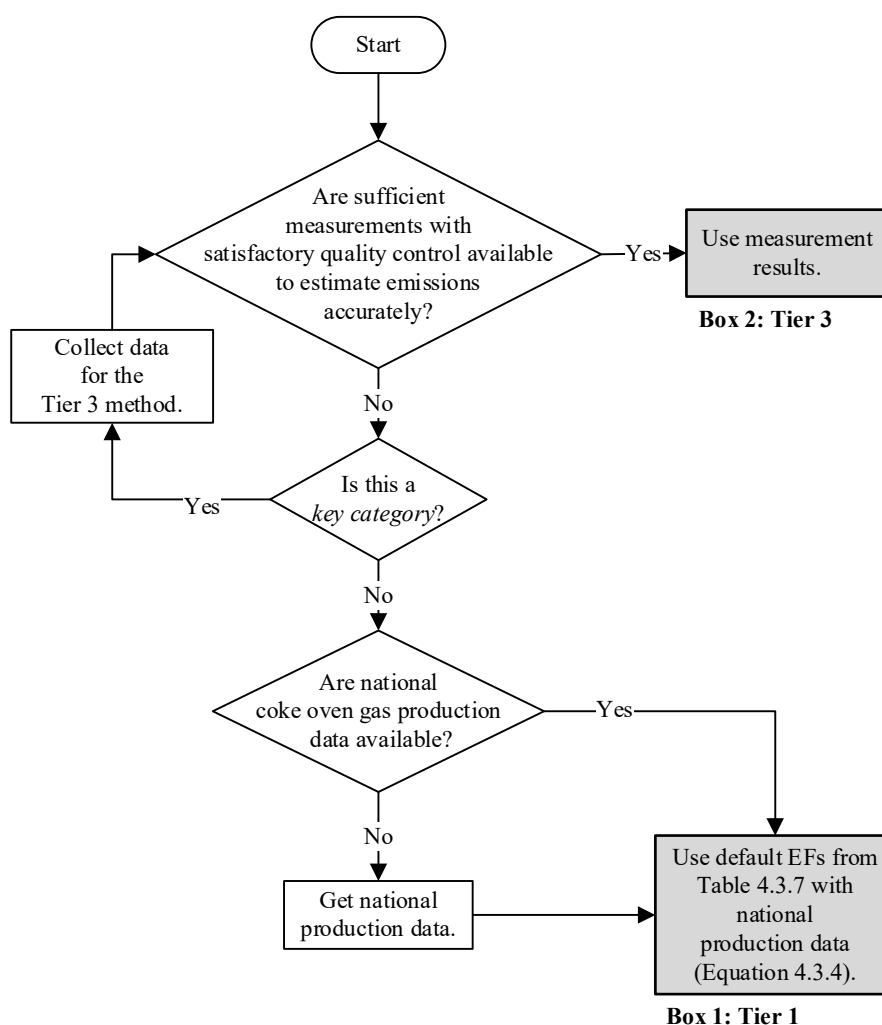 Start
Are sufficient
measurements with
satisfactory quality control available
to estimate emissions
accurately?
Yes
Use measurement
results.
Box 2: Tier 3
Collect data
for the
Tier 3 method.
No
Yes
Is this a
key category?
No
Are national
coke oven gas production
data available?
Yes
No
Get national
production data.
Use default EFs from
Table 4.3.7 with
national
production data
(Equation 4.3.4).
Box 1: Tier 1